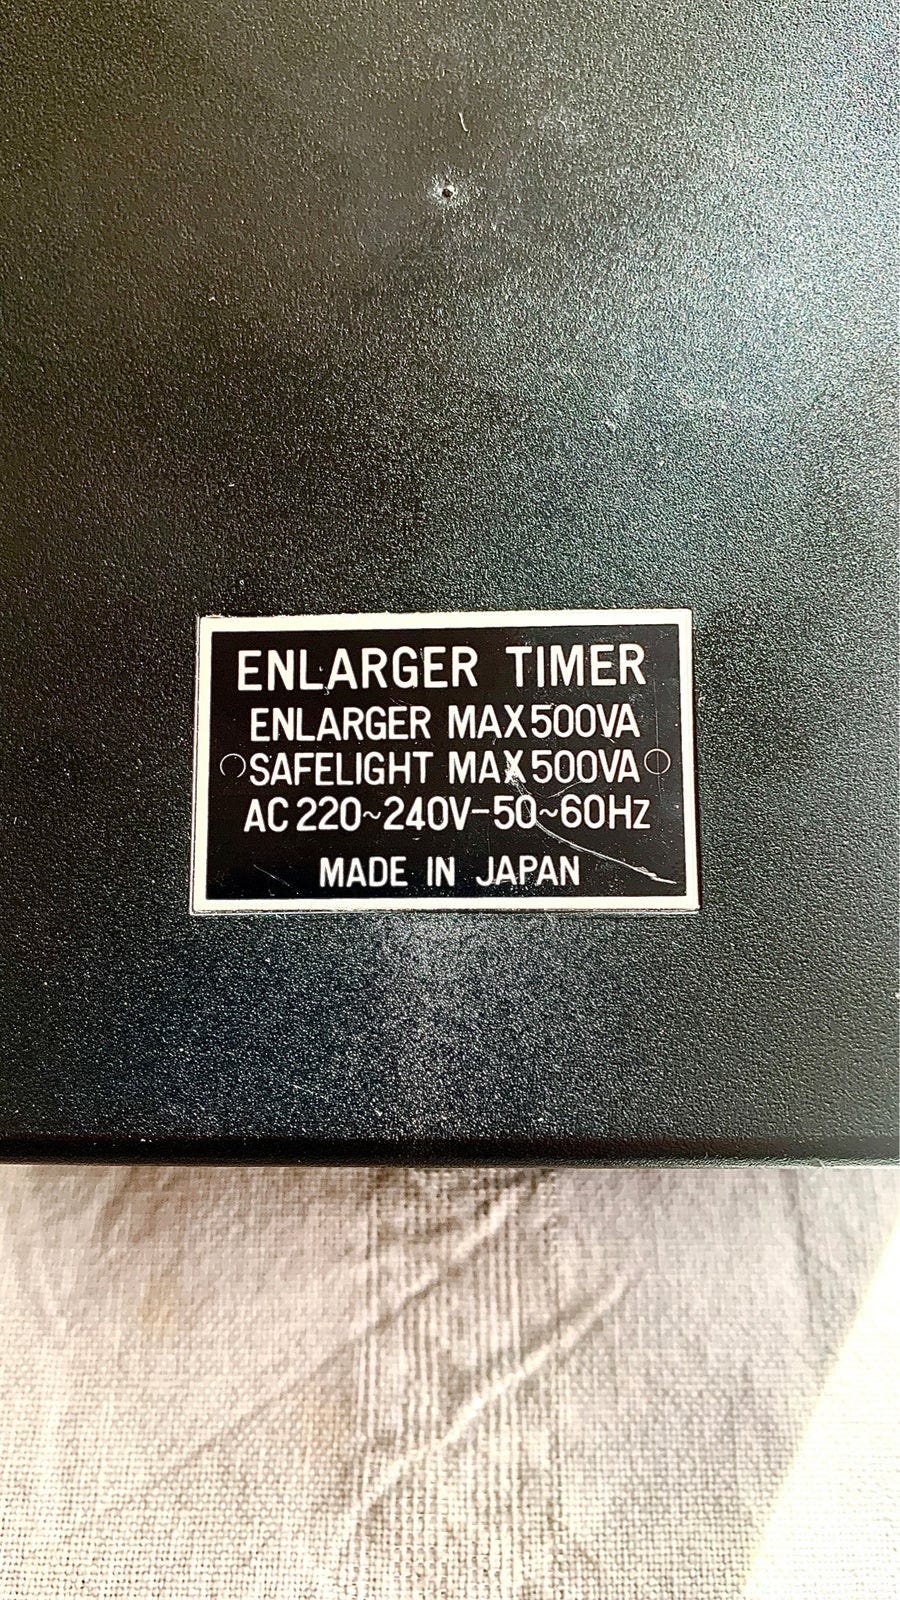 ENLARGER TIMER
ENLARGER MAX500VA
SAFELIGHT MAX500VA
AC 220~240V-50~60Hz
MADE IN JAPAN